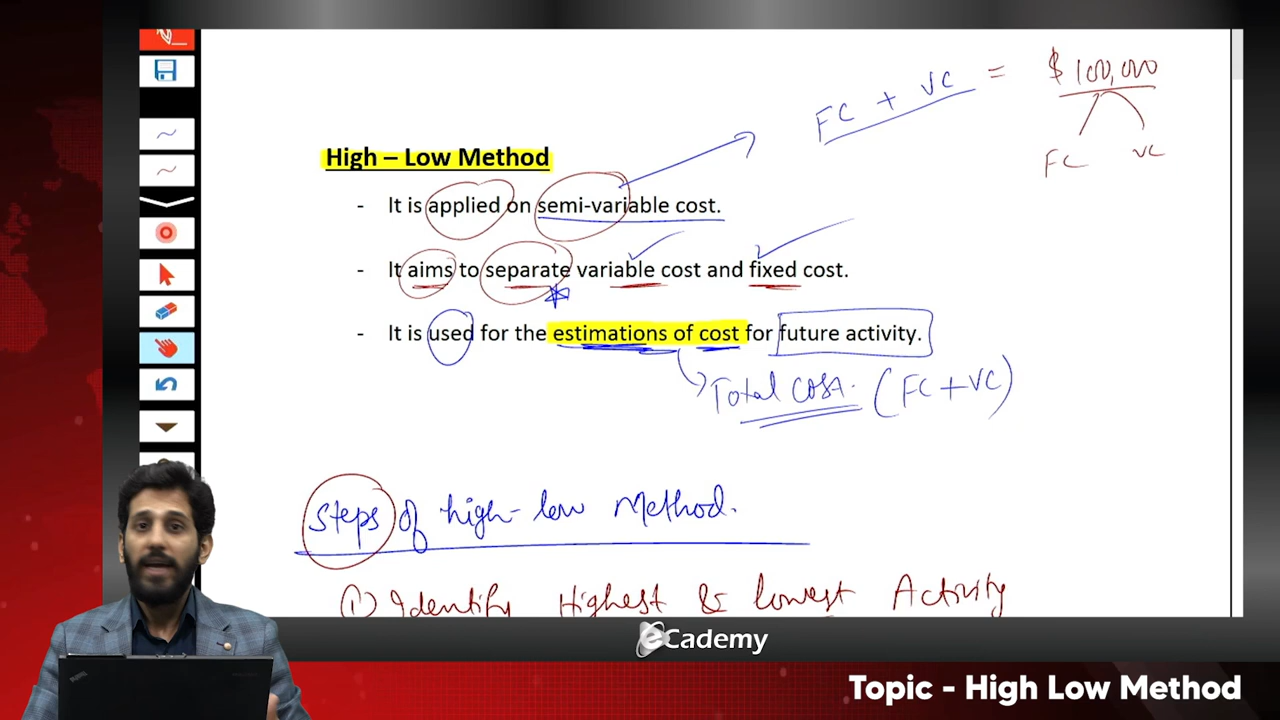 FC + VC = $100,000
FC VC
High – Low Method
- It is applied on semi-variable cost.
- It aims to separate variable cost and fixed cost.
- It is used for the estimations of cost for future activity.
Total Cost. (FC + VC)
Steps of high-low Method.
① Identify Highest & lowest Activity
eCademy
Topic - High Low Method